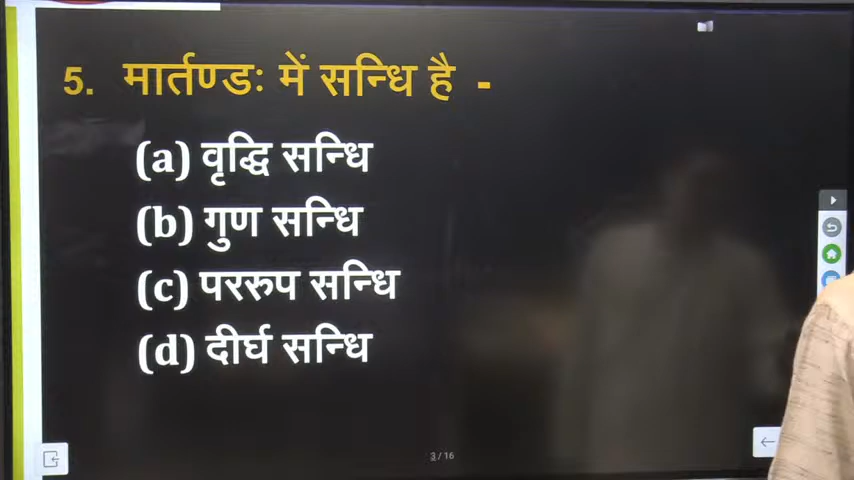 5. मार्तण्डः में सन्धि है -
(a) वृद्धि सन्धि
(b) गुण सन्धि
(c) पररुप सन्धि
(d) दीर्घ सन्धि
3 / 16